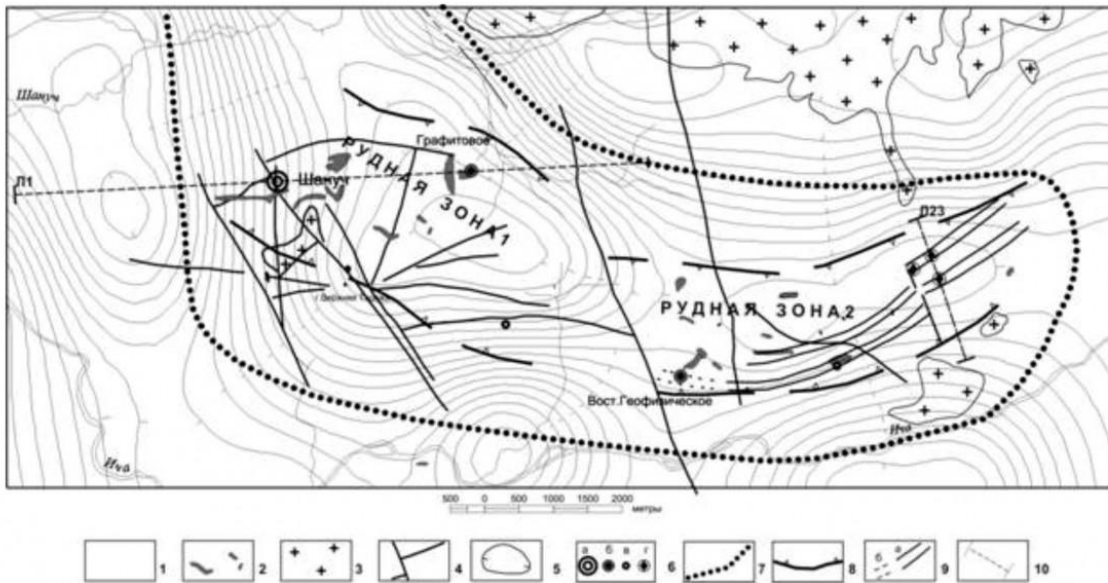 Шануч
Графитовое
РУДНАЯ ЗОНА 1
Л1
Шануч
Л23
РУДНАЯ ЗОНА 2
Вост.Геофизическое
Ича
Ича
500 0 500 1000 1500 2000
метры
1 2 3 4 5 а б в г 6 7 8 б а 9 10